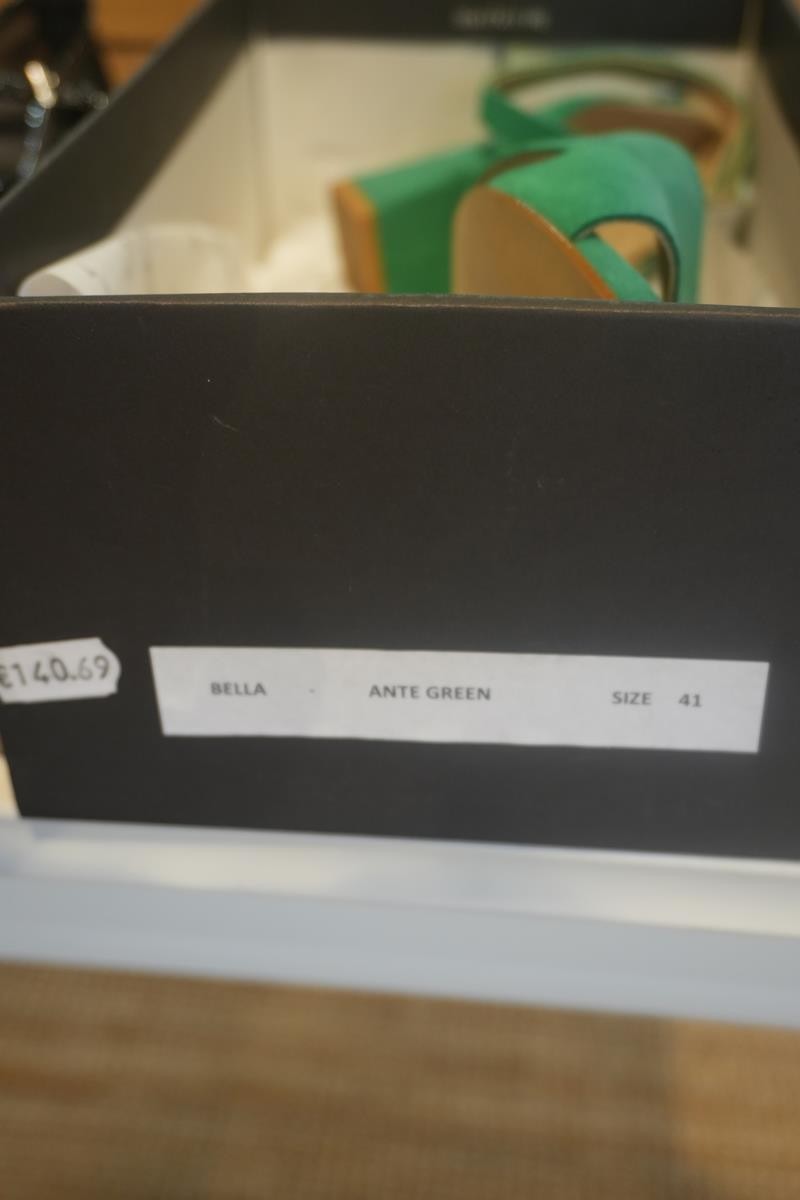 €140.69
BELLA - ANTE GREEN SIZE 41